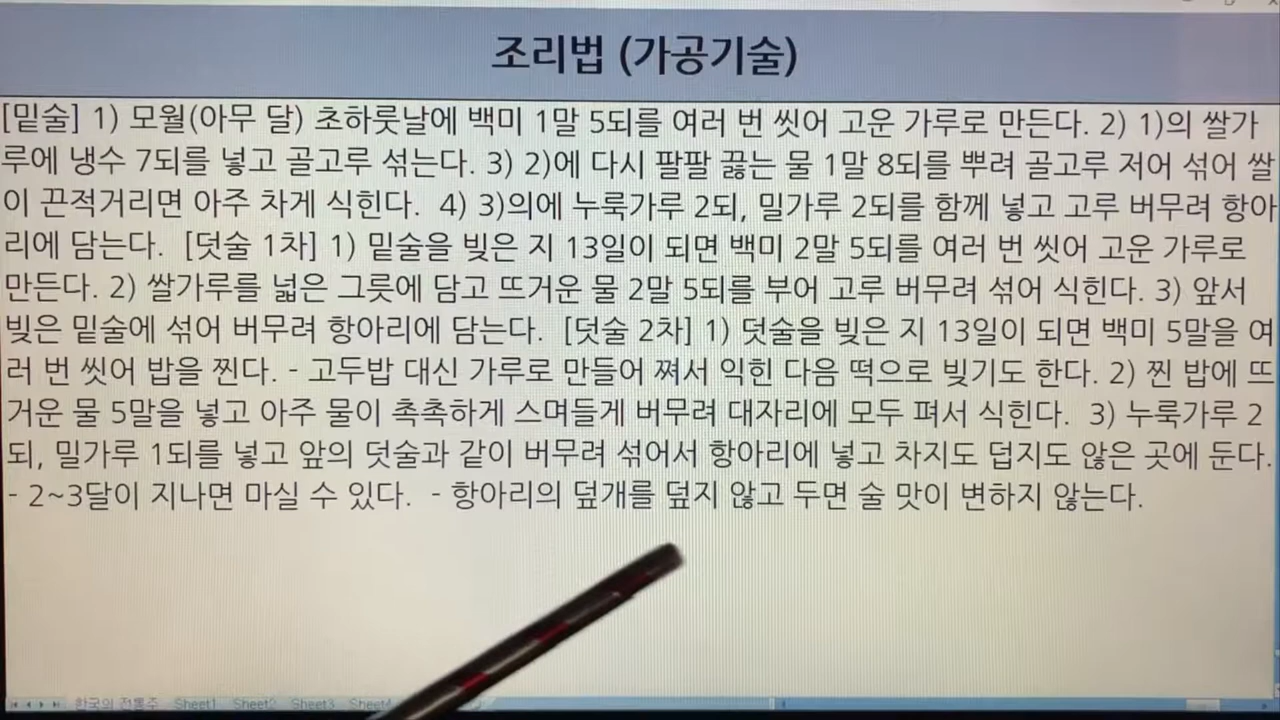 조리법 (가공기술)
[밑술] 1) 모월(아무 달) 초하룻날에 백미 1말 5되를 여러 번 씻어 고운 가루로 만든다. 2) 1)의 쌀가
루에 냉수 7되를 넣고 골고루 섞는다. 3) 2)에 다시 팔팔 끓는 물 1말 8되를 뿌려 골고루 저어 섞어 쌀
이 끈적거리면 아주 차게 식힌다. 4) 3)의에 누룩가루 2되, 밀가루 2되를 함께 넣고 고루 버무려 항아
리에 담는다. [덧술 1차] 1) 밑술을 빚은 지 13일이 되면 백미 2말 5되를 여러 번 씻어 고운 가루로
만든다. 2) 쌀가루를 넓은 그릇에 담고 뜨거운 물 2말 5되를 부어 고루 버무려 섞어 식힌다. 3) 앞서
빚은 밑술에 섞어 버무려 항아리에 담는다. [덧술 2차] 1) 덧술을 빚은 지 13일이 되면 백미 5말을 여
러 번 씻어 밥을 찐다. - 고두밥 대신 가루로 만들어 쪄서 익힌 다음 떡으로 빚기도 한다. 2) 찐 밥에 뜨
거운 물 5말을 넣고 아주 물이 촉촉하게 스며들게 버무려 대자리에 모두 펴서 식힌다. 3) 누룩가루 2
되, 밀가루 1되를 넣고 앞의 덧술과 같이 버무려 섞어서 항아리에 넣고 차지도 덥지도 않은 곳에 둔다.
- 2~3달이 지나면 마실 수 있다. - 항아리의 덮개를 덮지 않고 두면 술 맛이 변하지 않는다.
한국의 전통주 Sheet1 Sheet2 Sheet3 Sheet4